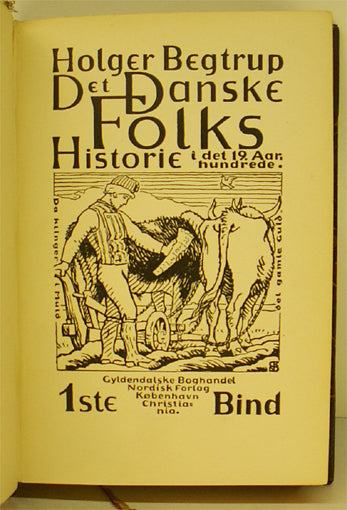 Holger Begtrup
Det Danske
Folks
Historie i det 19. Aar.
hundrede.
Da klinger i Muld
det gamle Guld.
Gyldendalske Boghandel
Nordisk Forlag
København
Christia=
nia.
1ste Bind